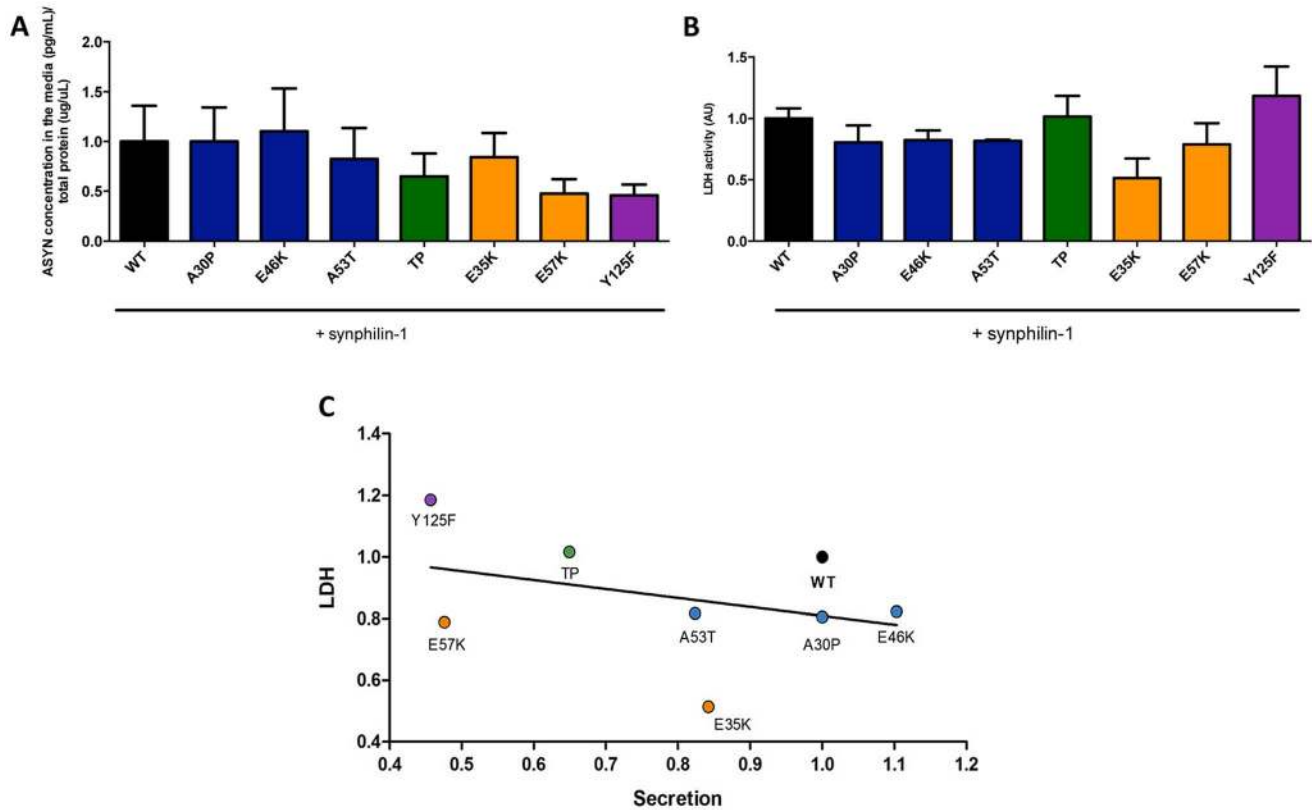 A
ASYN concentration in the media (pg/mL)/
total protein (ug/uL)
2.0
1.5
1.0
0.5
0.0
WT
A30P
E46K
A53T
TP
E35K
E57K
Y125F
+ synphilin-1
B
LDH activity (AU)
1.5
1.0
0.5
0.0
WT
A30P
E46K
A53T
TP
E35K
E57K
Y125F
+ synphilin-1
C
LDH
1.4
1.2
1.0
0.8
0.6
0.4
Y125F
TP
WT
E57K
A53T
A30P
E46K
E35K
0.4 0.5 0.6 0.7 0.8 0.9 1.0 1.1 1.2
Secretion